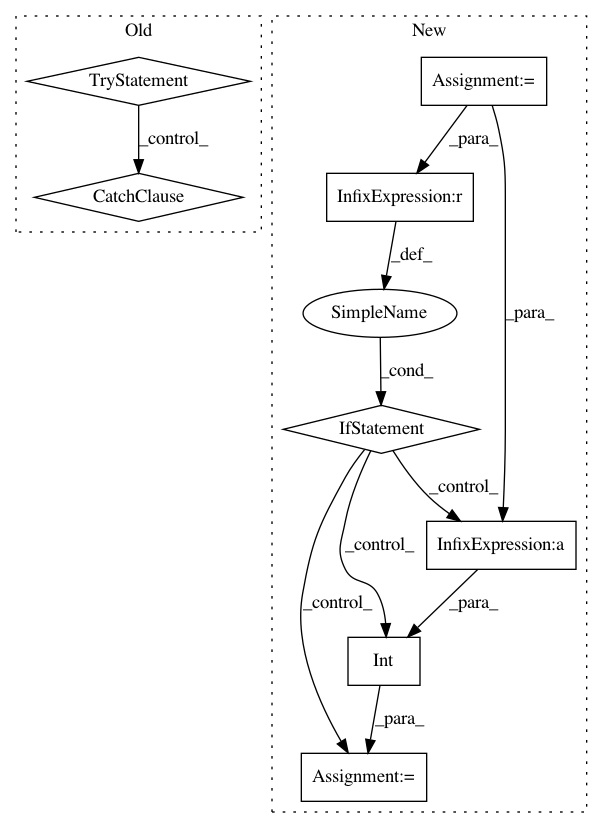 Old
New
TryStatement
Assignment:=
_control_
_para_
CatchClause
InfixExpression:r
_def_
SimpleName
_para_
_cond_
IfStatement
_control_
_control_
InfixExpression:a
_control_
_para_
Int
_para_
Assignment:=